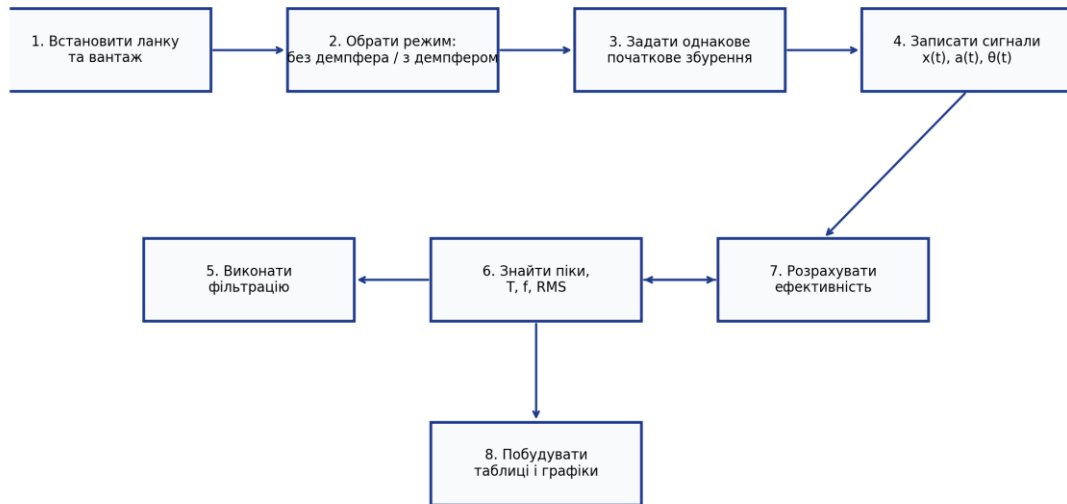 1. Встановити ланку
та вантаж
2. Обрати режим:
без демпфера / з демпфером
3. Задати однакове
початкове збурення
4. Записати сигнали
x(t), a(t), θ(t)
5. Виконати
фільтрацію
6. Знайти піки,
T, f, RMS
7. Розрахувати
ефективність
8. Побудувати
таблиці і графіки